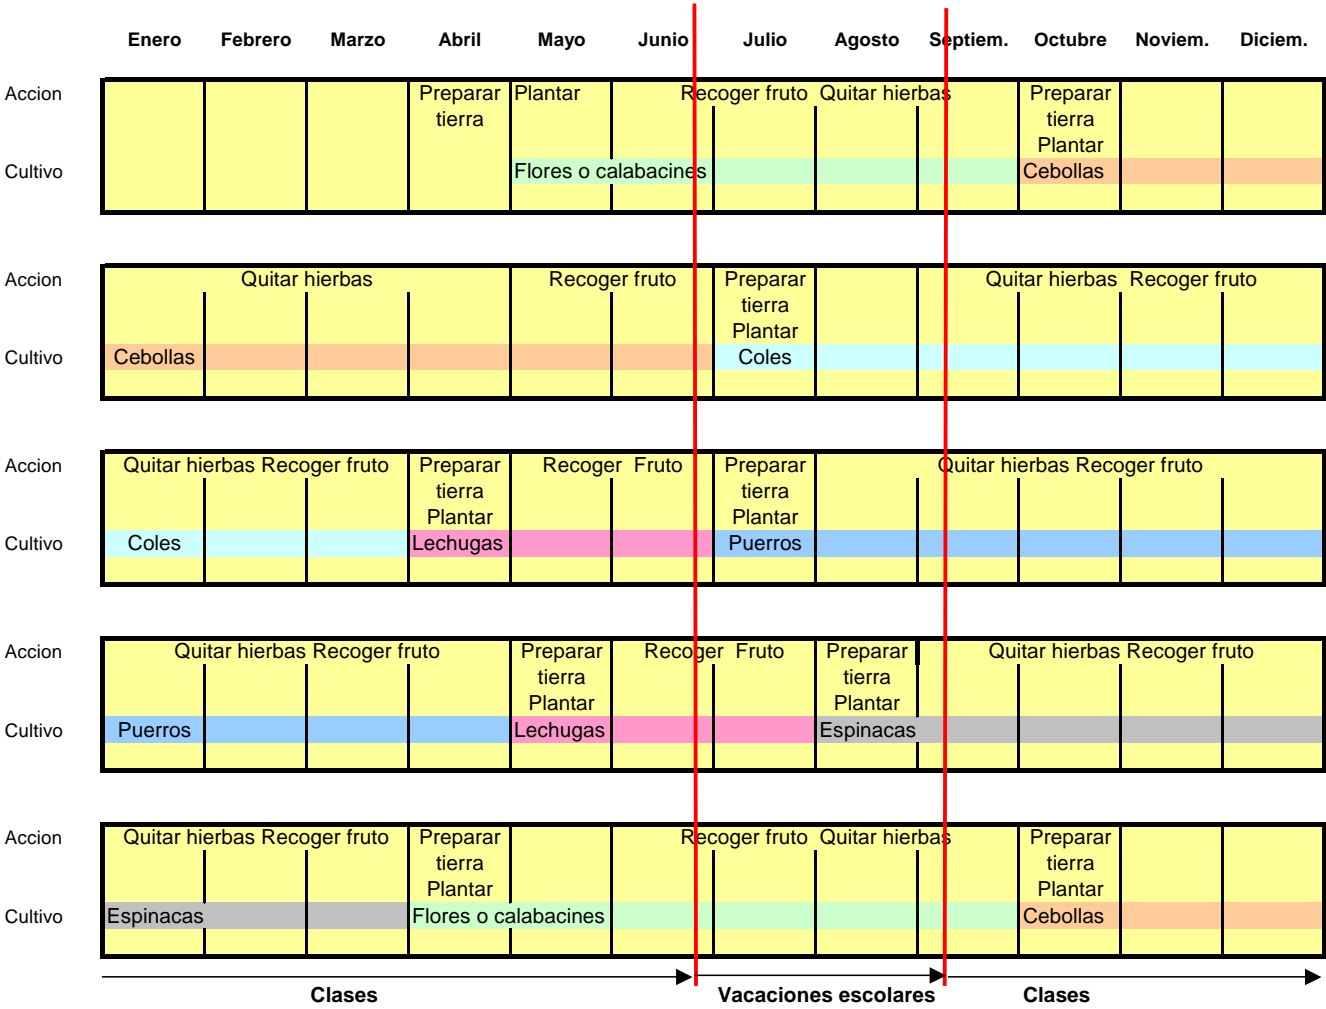 Enero Febrero Marzo Abril Mayo Junio Julio Agosto Septiem. Octubre Noviem. Diciem.
Accion Preparar Plantar Recoger fruto Quitar hierbas Preparar
tierra tierra
Plantar
Cultivo Flores o calabacines Cebollas
Accion Quitar hierbas Recoger fruto Preparar Quitar hierbas Recoger fruto
tierra
Plantar
Cultivo Cebollas Coles
Accion Quitar hierbas Recoger fruto Preparar Recoger Fruto Preparar Quitar hierbas Recoger fruto
tierra tierra
Plantar Plantar
Cultivo Coles Lechugas Puerros
Accion Quitar hierbas Recoger fruto Preparar Recoger Fruto Preparar Quitar hierbas Recoger fruto
tierra tierra
Plantar Plantar
Cultivo Puerros Lechugas Espinacas
Accion Quitar hierbas Recoger fruto Preparar Recoger fruto Quitar hierbas Preparar
tierra tierra
Plantar Plantar
Cultivo Espinacas Flores o calabacines Cebollas
Clases Vacaciones escolares Clases